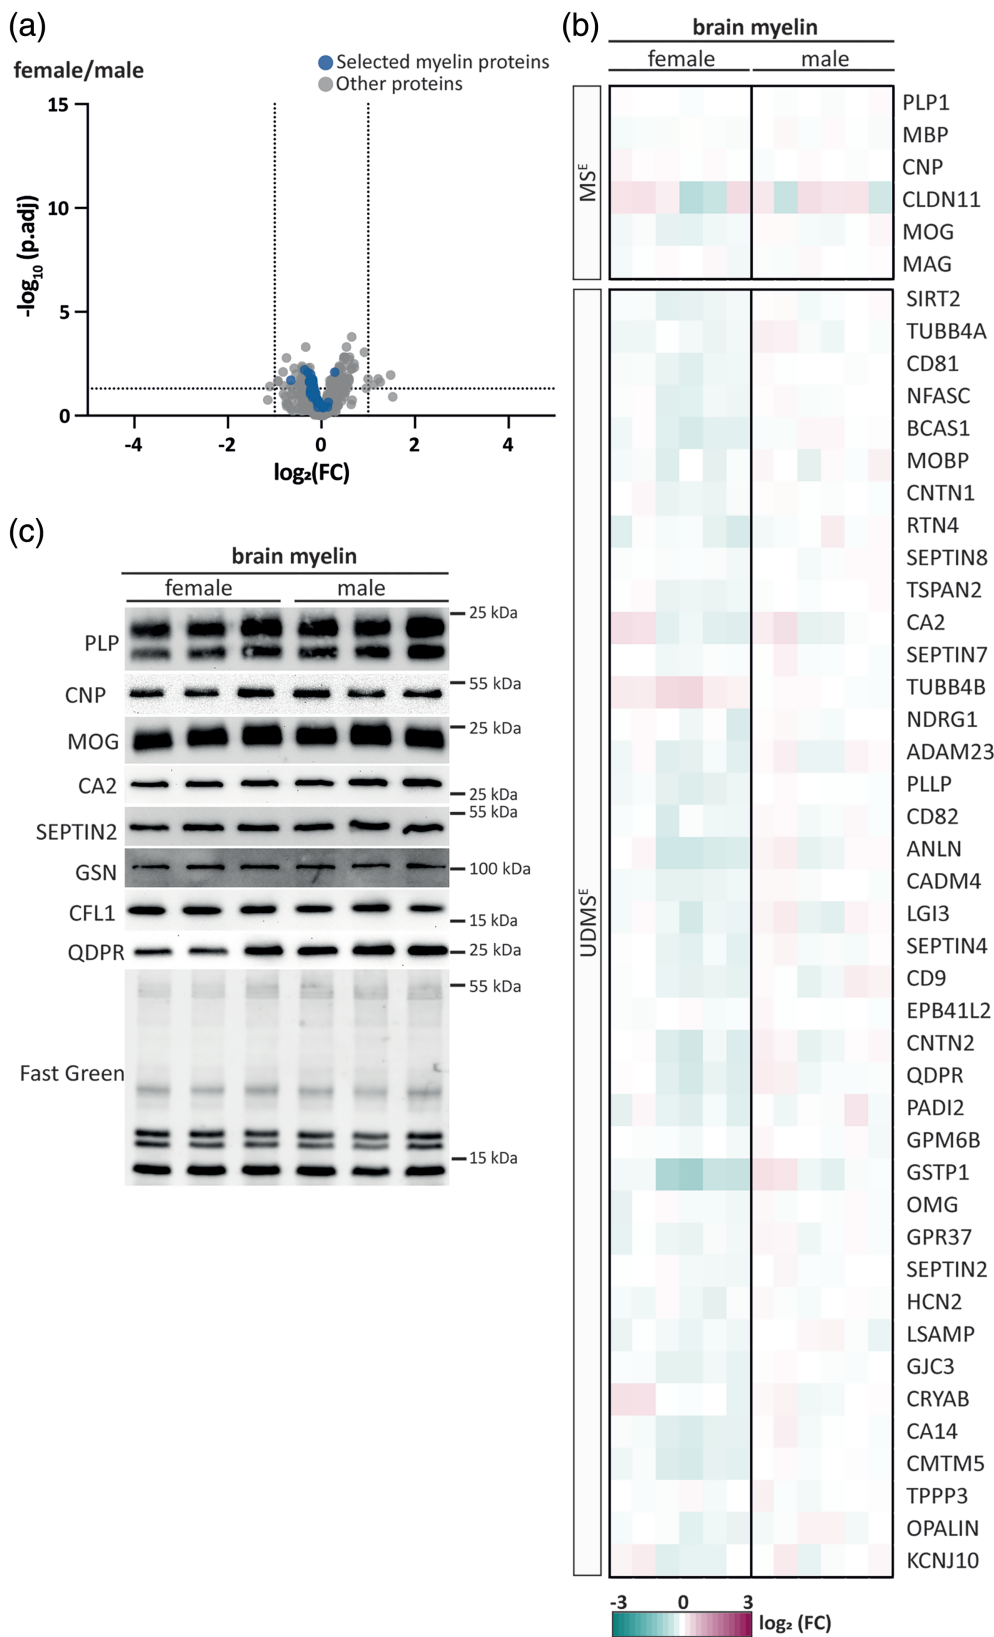 (a)
female/male
Selected myelin proteins
Other proteins
15
10
5
0
-log10 (p.adj)
-4
-2
0
2
4
log₂(FC)
(b)
brain myelin
female
male
MSᴱ
PLP1
MBP
CNP
CLDN11
MOG
MAG
UDMSᴱ
SIRT2
TUBB4A
CD81
NFASC
BCAS1
MOBP
CNTN1
RTN4
SEPTIN8
TSPAN2
CA2
SEPTIN7
TUBB4B
NDRG1
ADAM23
PLLP
CD82
ANLN
CADM4
LGI3
SEPTIN4
CD9
EPB41L2
CNTN2
QDPR
PADI2
GPM6B
GSTP1
OMG
GPR37
SEPTIN2
HCN2
LSAMP
GJC3
CRYAB
CA14
CMTM5
TPPP3
OPALIN
KCNJ10
-3
0
3
log₂ (FC)
(c)
brain myelin
female
male
PLP
25 kDa
CNP
55 kDa
MOG
25 kDa
CA2
25 kDa
SEPTIN2
55 kDa
GSN
100 kDa
CFL1
15 kDa
QDPR
25 kDa
55 kDa
Fast Green
15 kDa